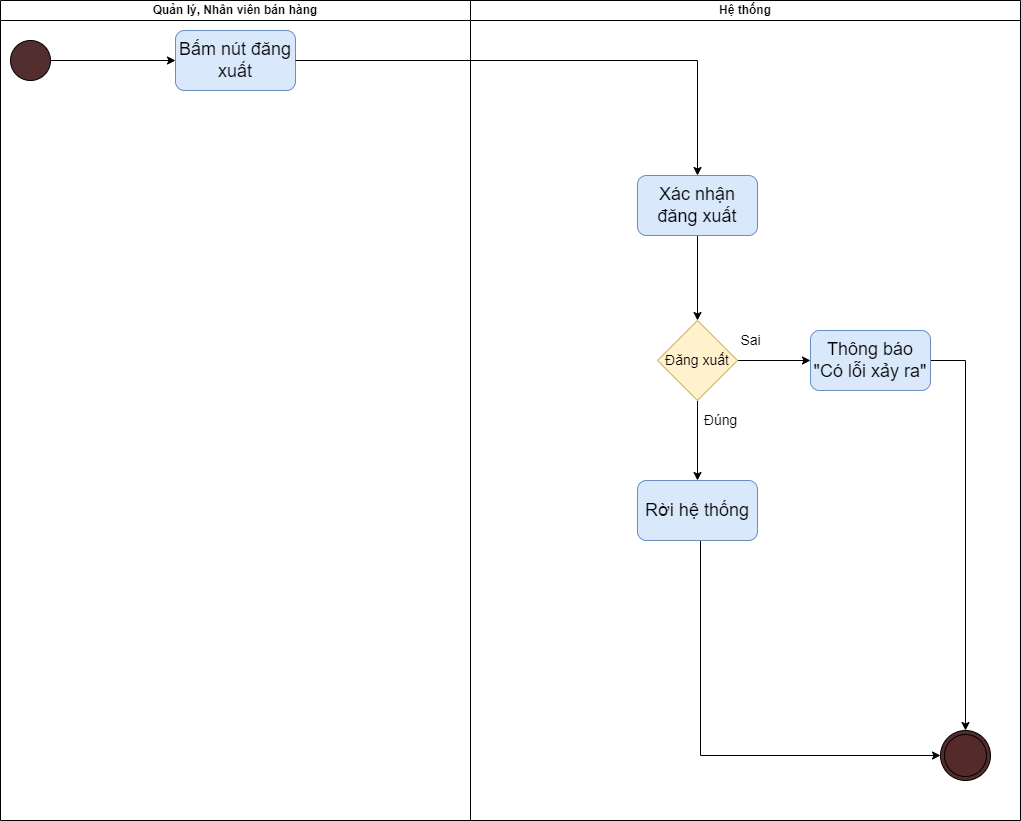 Quản lý, Nhân viên bán hàng
Hệ thống
Bấm nút đăng
xuất
Xác nhận
đăng xuất
Đăng xuất
Sai
Thông báo
"Có lỗi xảy ra"
Đúng
Rời hệ thống